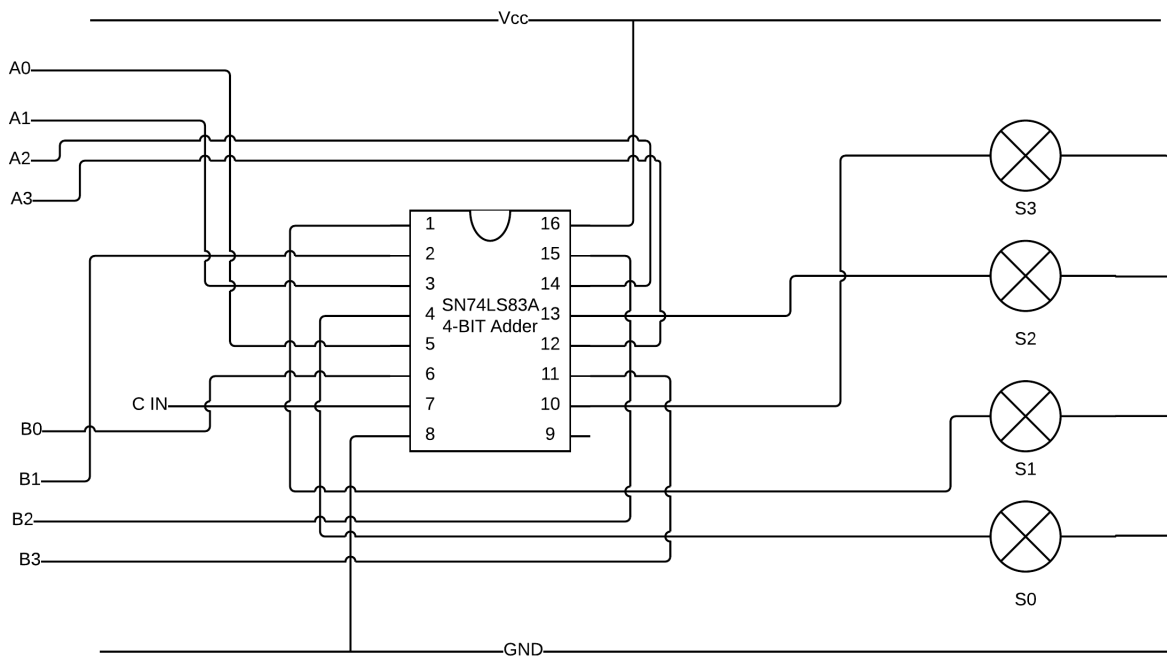 Vcc
A0
A1
A2
A3
S3
1
16
2
15
3
14
SN74LS83A
4-BIT Adder
4
13
5
12
6
11
7
10
8
9
S2
C IN
B0
B1
S1
B2
B3
S0
GND